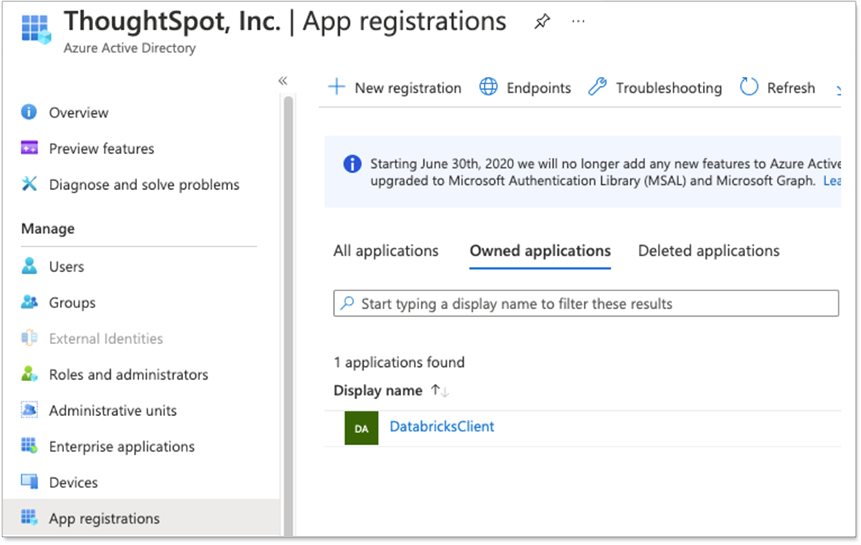 ThoughtSpot, Inc. | App registrations
Azure Active Directory
Overview
Preview features
Diagnose and solve problems
Manage
Users
Groups
External Identities
Roles and administrators
Administrative units
Enterprise applications
Devices
App registrations
New registration Endpoints Troubleshooting Refresh
Starting June 30th, 2020 we will no longer add any new features to Azure Active
upgraded to Microsoft Authentication Library (MSAL) and Microsoft Graph. Lea
All applications Owned applications Deleted applications
Start typing a display name to filter these results
1 applications found
Display name
DA DatabricksClient